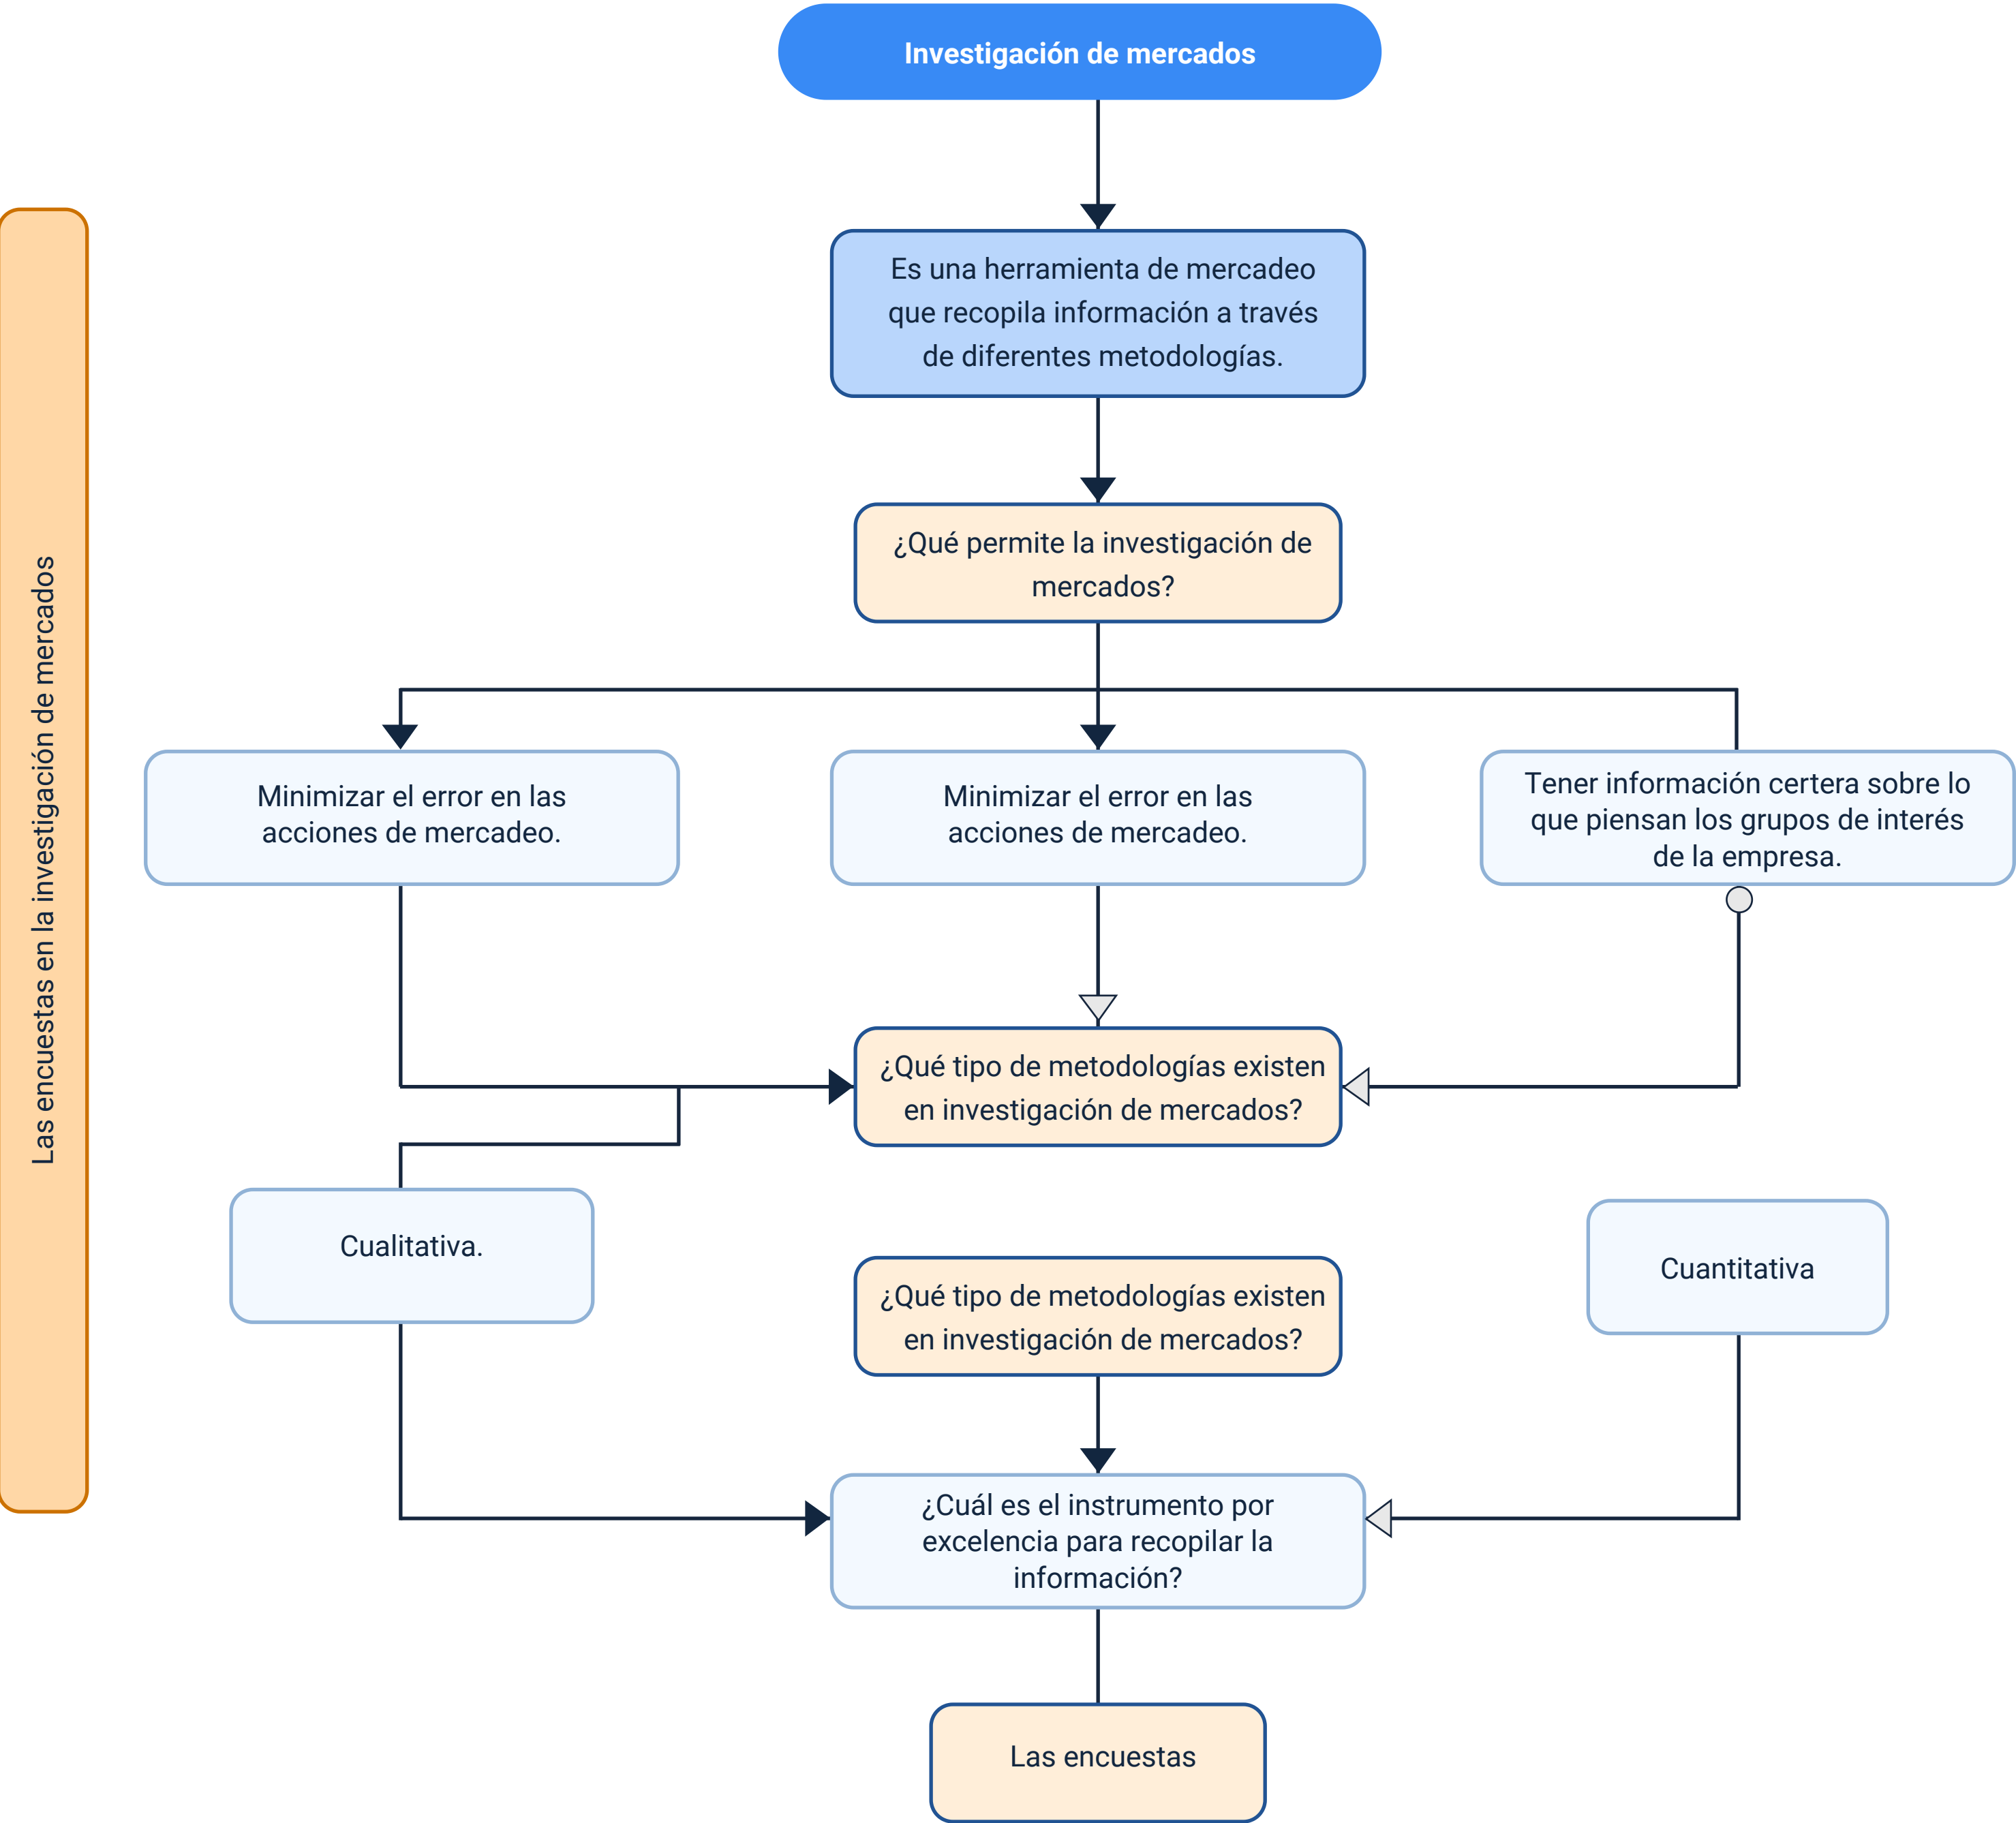 Investigación de mercados
Las encuestas en la investigación de mercados
Es una herramienta de mercadeo
que recopila información a través
de diferentes metodologías.
¿Qué permite la investigación de
mercados?
Minimizar el error en las
acciones de mercadeo.
Minimizar el error en las
acciones de mercadeo.
Tener información certera sobre lo
que piensan los grupos de interés
de la empresa.
¿Qué tipo de metodologías existen
en investigación de mercados?
Cualitativa.
¿Qué tipo de metodologías existen
en investigación de mercados?
Cuantitativa
¿Cuál es el instrumento por
excelencia para recopilar la
información?
Las encuestas